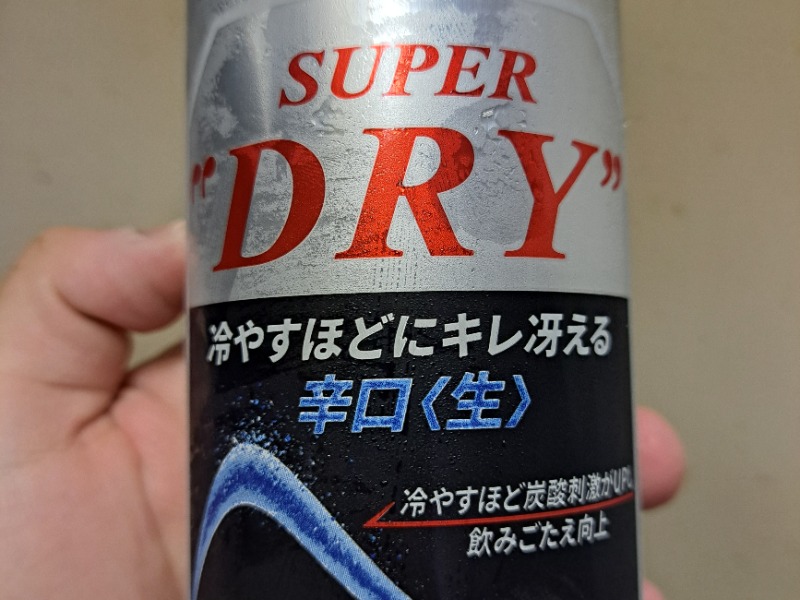 SUPER
"DRY"
冷やすほどにキレ冴える
辛口〈生〉
冷やすほど炭酸刺激がUP
飲みごたえ向上